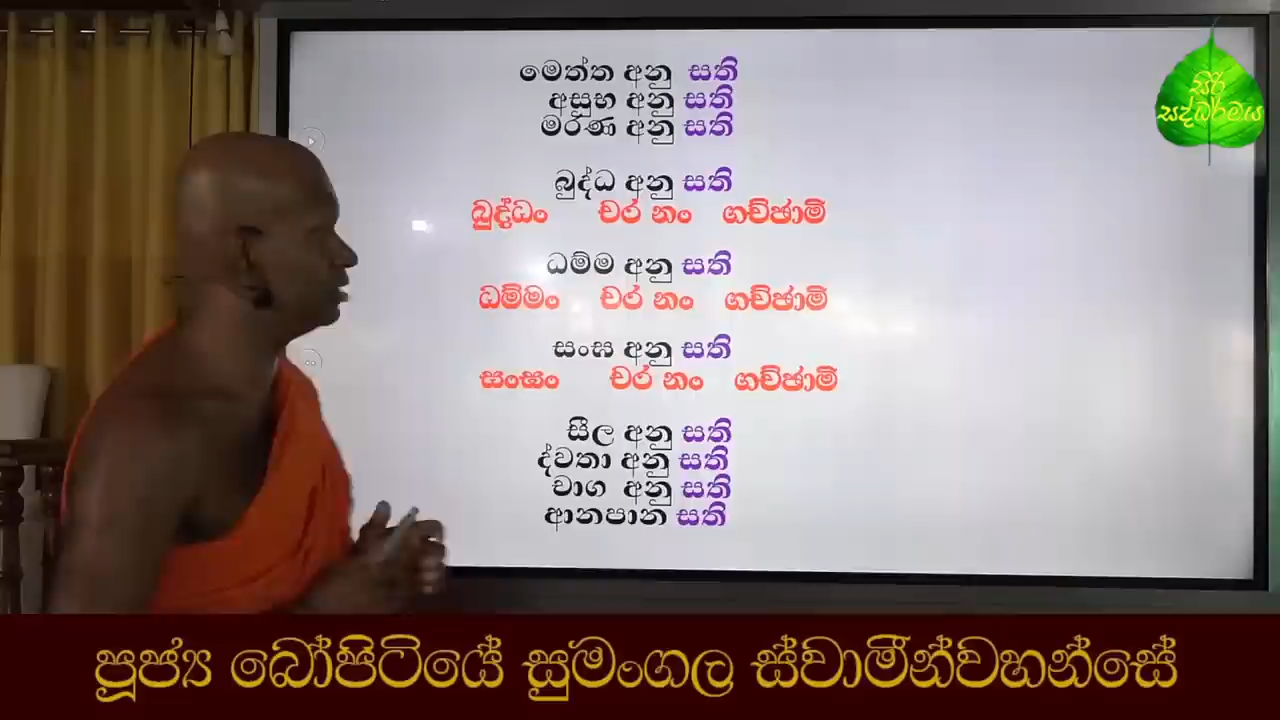 මෙත්ත අනු සති
අසුභ අනු සති
මරණ අනු සති
බුද්ධ අනු සති
බුද්ධං චර නං ගච්ඡාමි
ධම්ම අනු සති
ධම්මං චර නං ගච්ඡාමි
සංඝ අනු සති
සංඝං චර නං ගච්ඡාමි
සීල අනු සති
ද්වතා අනු සති
චාග අනු සති
ආනපාන සති
සිරි
සද්ධර්මය
පූජ්‍ය බෝපිටියේ සුමංගල ස්වාමීන්වහන්සේ